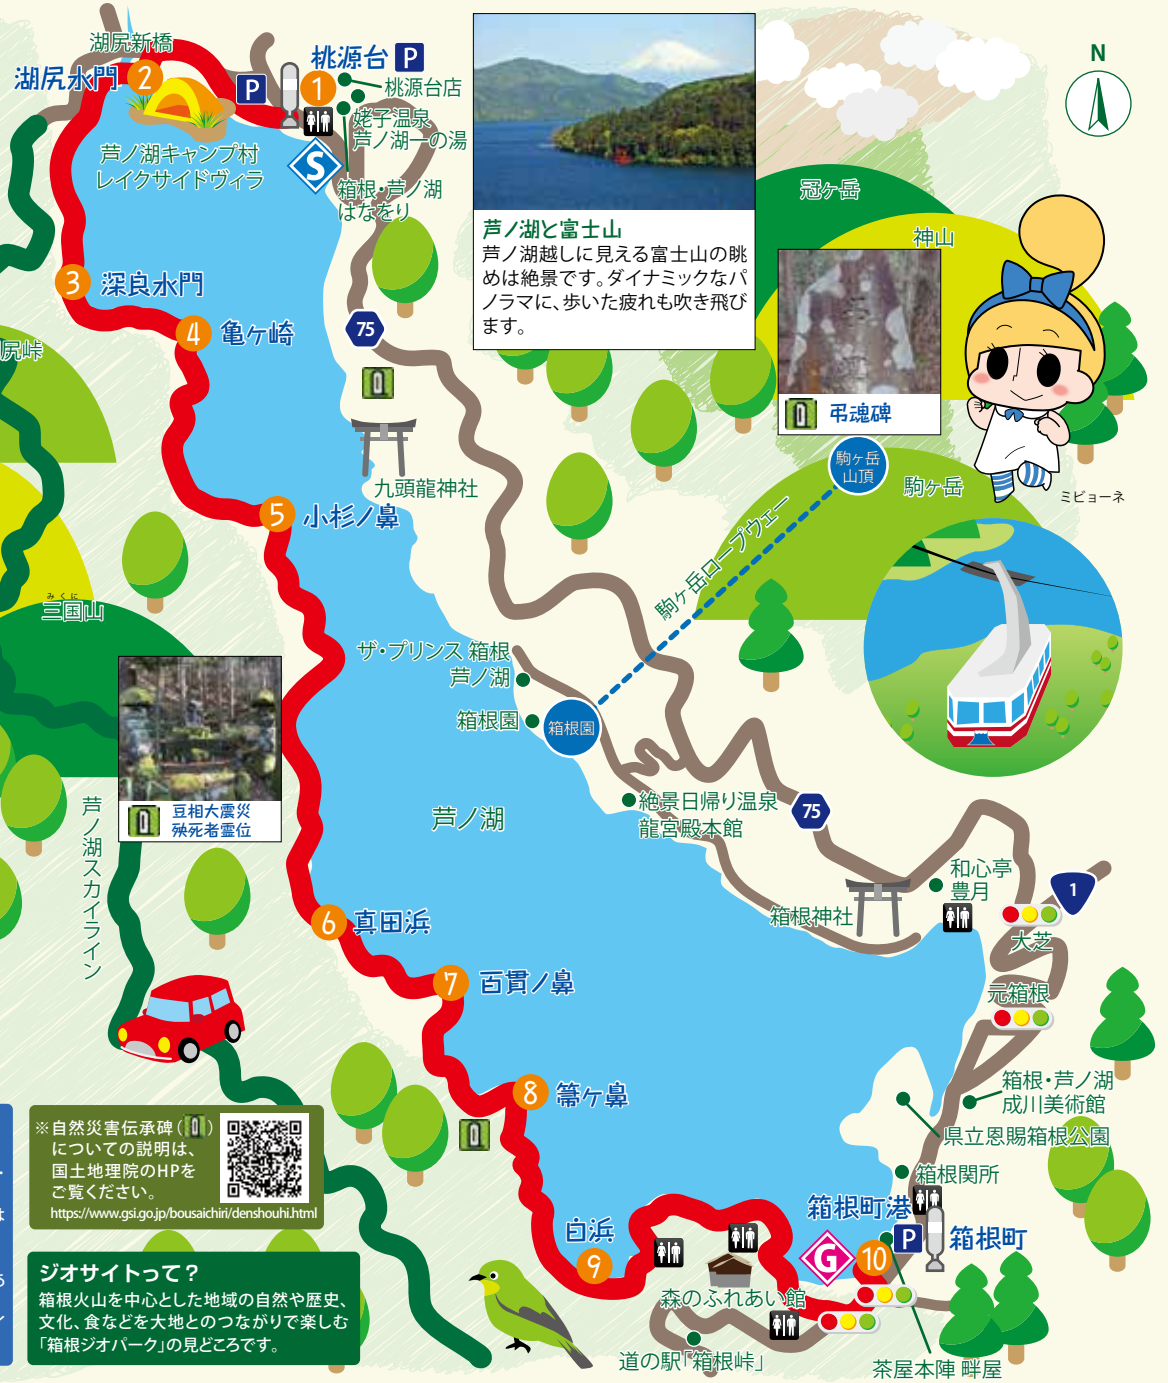 湖尻新橋
湖尻水門
2
P
1
桃源台 P
桃源台店
姥子温泉
芦ノ湖一の湯
芦ノ湖キャンプ村
レイクサイドヴィラ
S
箱根・芦ノ湖
はなをり
芦ノ湖と富士山
芦ノ湖越しに見える富士山の眺
めは絶景です。ダイナミックなパ
ノラマに、歩いた疲れも吹き飛び
ます。
N
冠ヶ岳
神山
弔魂碑
駒ヶ岳
山頂
駒ヶ岳
ミビョーネ
3 深良水門
4 亀ヶ崎
尻峠
75
九頭龍神社
5 小杉ノ鼻
駒ヶ岳ロープウェー
みくに
三国山
ザ・プリンス 箱根
芦ノ湖
箱根園
箱根園
豆相大震災
殃死者霊位
芦ノ湖
絶景日帰り温泉
龍宮殿本館
75
芦ノ湖スカイライン
和心亭
豊月
1
箱根神社
大芝
6 真田浜
7 百貫ノ鼻
元箱根
8 箒ヶ鼻
箱根・芦ノ湖
成川美術館
県立恩賜箱根公園
箱根関所
※自然災害伝承碑( )
についての説明は、
国土地理院のHPを
ご覧ください。
https://www.gsi.go.jp/bousaichiri/denshouhi.html
白浜
9
箱根町港
P
箱根町
G
10
森のふれあい館
道の駅「箱根峠」
茶屋本陣 畔屋
ジオサイトって?
箱根火山を中心とした地域の自然や歴史、
文化、食などを大地とのつながりで楽しむ
「箱根ジオパーク」の見どころです。